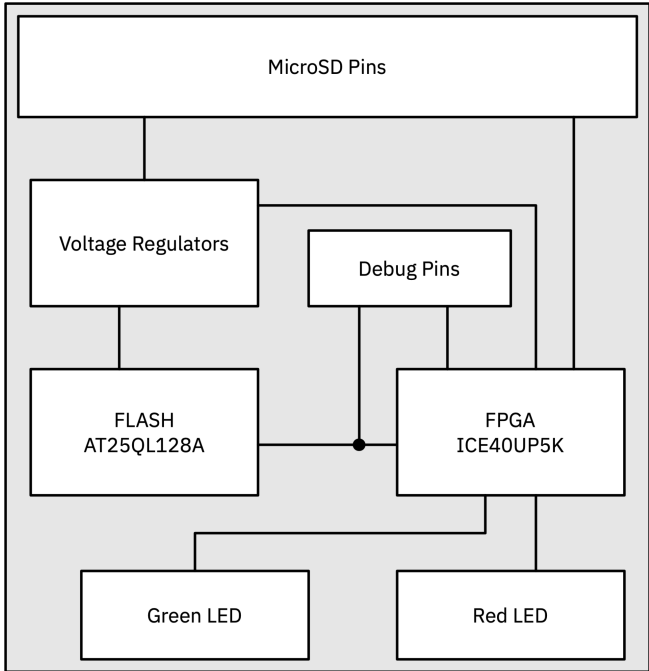 MicroSD Pins
Voltage Regulators
Debug Pins
FLASH
AT25QL128A
FPGA
ICE40UP5K
Green LED
Red LED